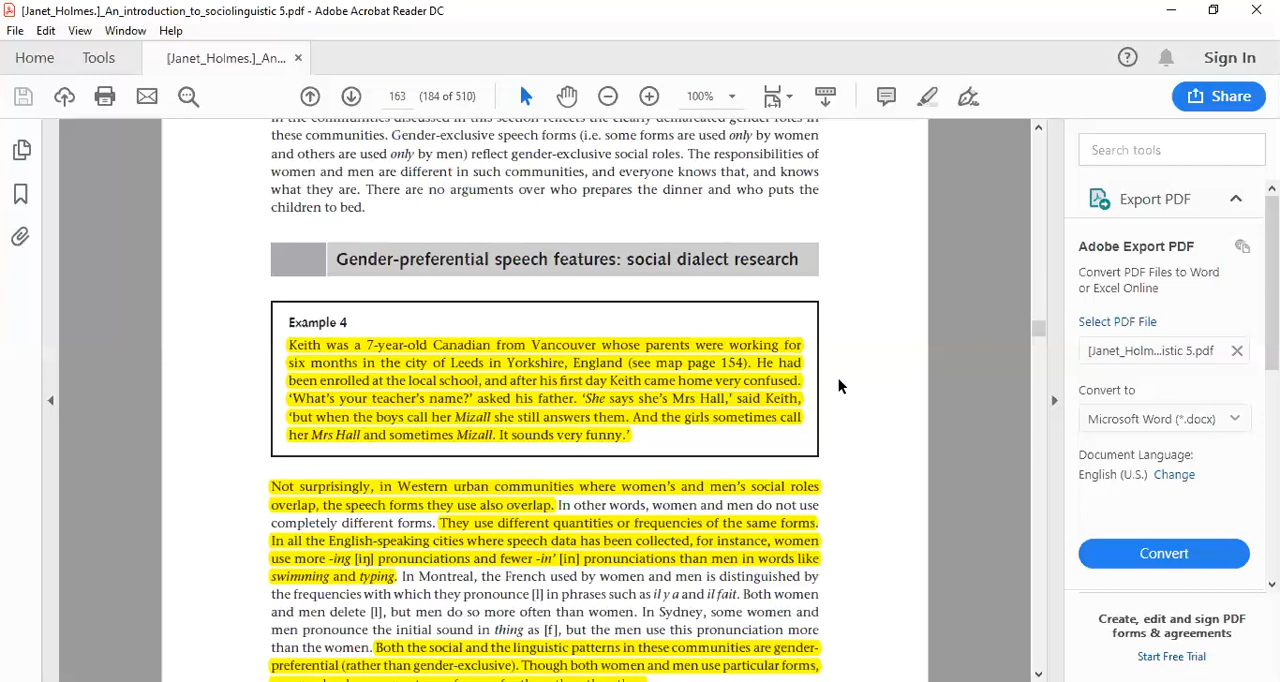 [Janet_Holmes.]_An_introduction_to_sociolinguistic 5.pdf - Adobe Acrobat Reader DC
File Edit View Window Help
Home Tools [Janet_Holmes.]_An... × Sign In
163 (184 of 510) 100% Share
in the communities discussed in this section reflects the clearly demarcated gender roles in
these communities. Gender-exclusive speech forms (i.e. some forms are used only by women
and others are used only by men) reflect gender-exclusive social roles. The responsibilities of
women and men are different in such communities, and everyone knows that, and knows
what they are. There are no arguments over who prepares the dinner and who puts the
children to bed.
Gender-preferential speech features: social dialect research
Example 4
Keith was a 7-year-old Canadian from Vancouver whose parents were working for
six months in the city of Leeds in Yorkshire, England (see map page 154). He had
been enrolled at the local school, and after his first day Keith came home very confused.
‘What’s your teacher’s name?’ asked his father. ‘She says she’s Mrs Hall,’ said Keith,
‘but when the boys call her Mizall she still answers them. And the girls sometimes call
her Mrs Hall and sometimes Mizall. It sounds very funny.’
Not surprisingly, in Western urban communities where women’s and men’s social roles
overlap, the speech forms they use also overlap. In other words, women and men do not use
completely different forms. They use different quantities or frequencies of the same forms.
In all the English-speaking cities where speech data has been collected, for instance, women
use more -ing [iŋ] pronunciations and fewer -in’ [in] pronunciations than men in words like
swimming and typing. In Montreal, the French used by women and men is distinguished by
the frequencies with which they pronounce [l] in phrases such as il y a and il fait. Both women
and men delete [l], but men do so more often than women. In Sydney, some women and
men pronounce the initial sound in thing as [f], but the men use this pronunciation more
than the women. Both the social and the linguistic patterns in these communities are gender-
preferential (rather than gender-exclusive). Though both women and men use particular forms,
Search tools
Export PDF
Adobe Export PDF
Convert PDF Files to Word
or Excel Online
Select PDF File
[Janet_Holm...istic 5.pdf
Convert to
Microsoft Word (*.docx)
Document Language:
English (U.S.) Change
Convert
Create, edit and sign PDF
forms & agreements
Start Free Trial